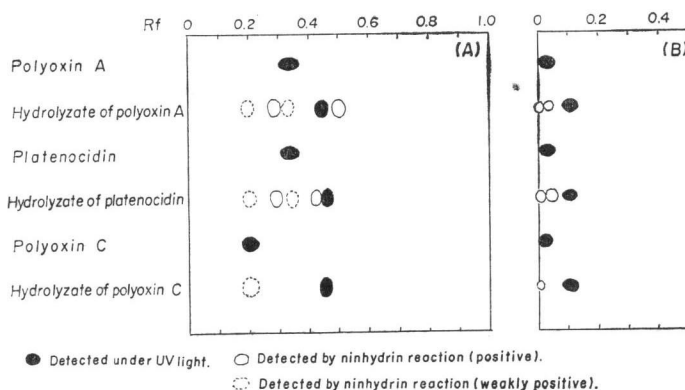 Rf 0 0.2 0.4 0.6 0.8 1.0 0 0.2 0.4
(A) (B)
Polyoxin A
Hydrolyzate of polyoxin A
Platenocidin
Hydrolyzate of platenocidin
Polyoxin C
Hydrolyzate of polyoxin C
Detected under UV light. Detected by ninhydrin reaction (positive).
Detected by ninhydrin reaction (weakly positive).